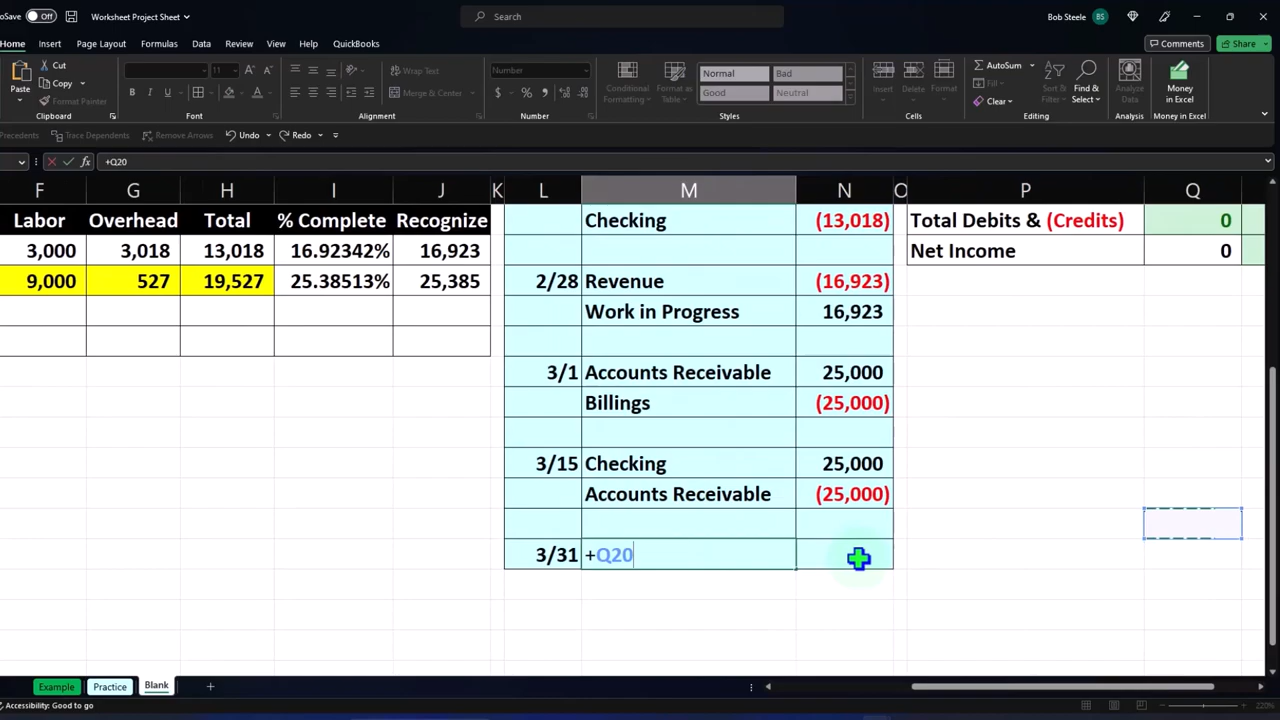 oSave Off Worksheet Project Sheet Search Bob Steele BS
Home Insert Page Layout Formulas Data Review View Help QuickBooks Comments Share
Paste Cut Copy Format Painter Clipboard
11 B I U Font
Wrap Text Merge & Center Alignment
Number $ % Number
Conditional Formatting Format as Table Normal Bad Good Neutral Styles
Insert Delete Format Cells
AutoSum Fill Clear Sort & Filter Find & Select Editing
Analyze Data Analysis
Money in Excel Money in Excel
Precedents Trace Dependents Remove Arrows Undo Redo
fx +Q20
F G H I J K L M N O P Q
Labor Overhead Total % Complete Recognize Checking (13,018) Total Debits & (Credits) 0
3,000 3,018 13,018 16.92342% 16,923 Net Income 0
9,000 527 19,527 25.38513% 25,385 2/28 Revenue (16,923)
Work in Progress 16,923
3/1 Accounts Receivable 25,000
Billings (25,000)
3/15 Checking 25,000
Accounts Receivable (25,000)
3/31 +Q20
Example Practice Blank
Accessibility: Good to go 220%